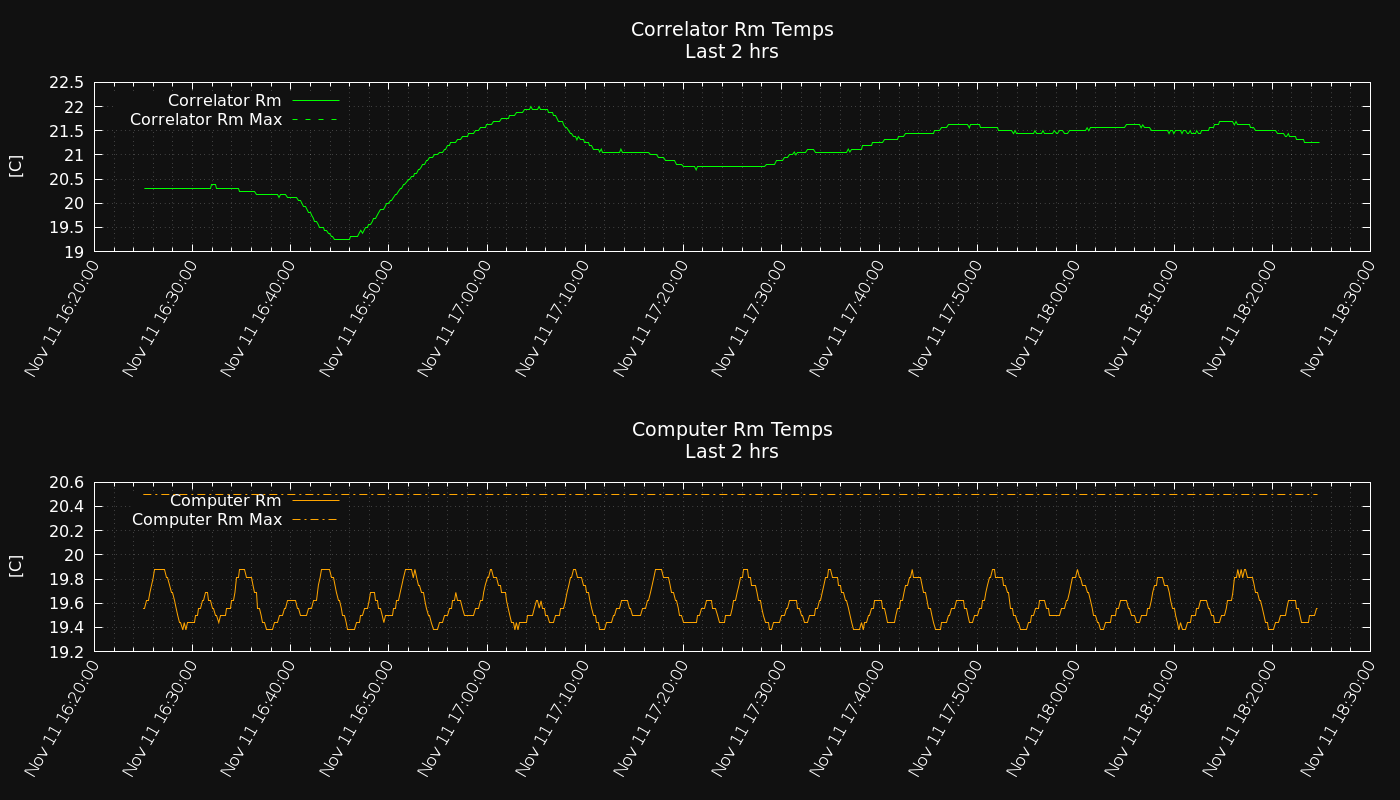 Correlator Rm Temps
Last 2 hrs
22.5
22
21.5
21
20.5
20
19.5
19
[C]
Correlator Rm
Correlator Rm Max
Nov 11 16:20:00
Nov 11 16:30:00
Nov 11 16:40:00
Nov 11 16:50:00
Nov 11 17:00:00
Nov 11 17:10:00
Nov 11 17:20:00
Nov 11 17:30:00
Nov 11 17:40:00
Nov 11 17:50:00
Nov 11 18:00:00
Nov 11 18:10:00
Nov 11 18:20:00
Nov 11 18:30:00
Computer Rm Temps
Last 2 hrs
20.6
20.4
20.2
20
19.8
19.6
19.4
19.2
[C]
Computer Rm
Computer Rm Max
Nov 11 16:20:00
Nov 11 16:30:00
Nov 11 16:40:00
Nov 11 16:50:00
Nov 11 17:00:00
Nov 11 17:10:00
Nov 11 17:20:00
Nov 11 17:30:00
Nov 11 17:40:00
Nov 11 17:50:00
Nov 11 18:00:00
Nov 11 18:10:00
Nov 11 18:20:00
Nov 11 18:30:00